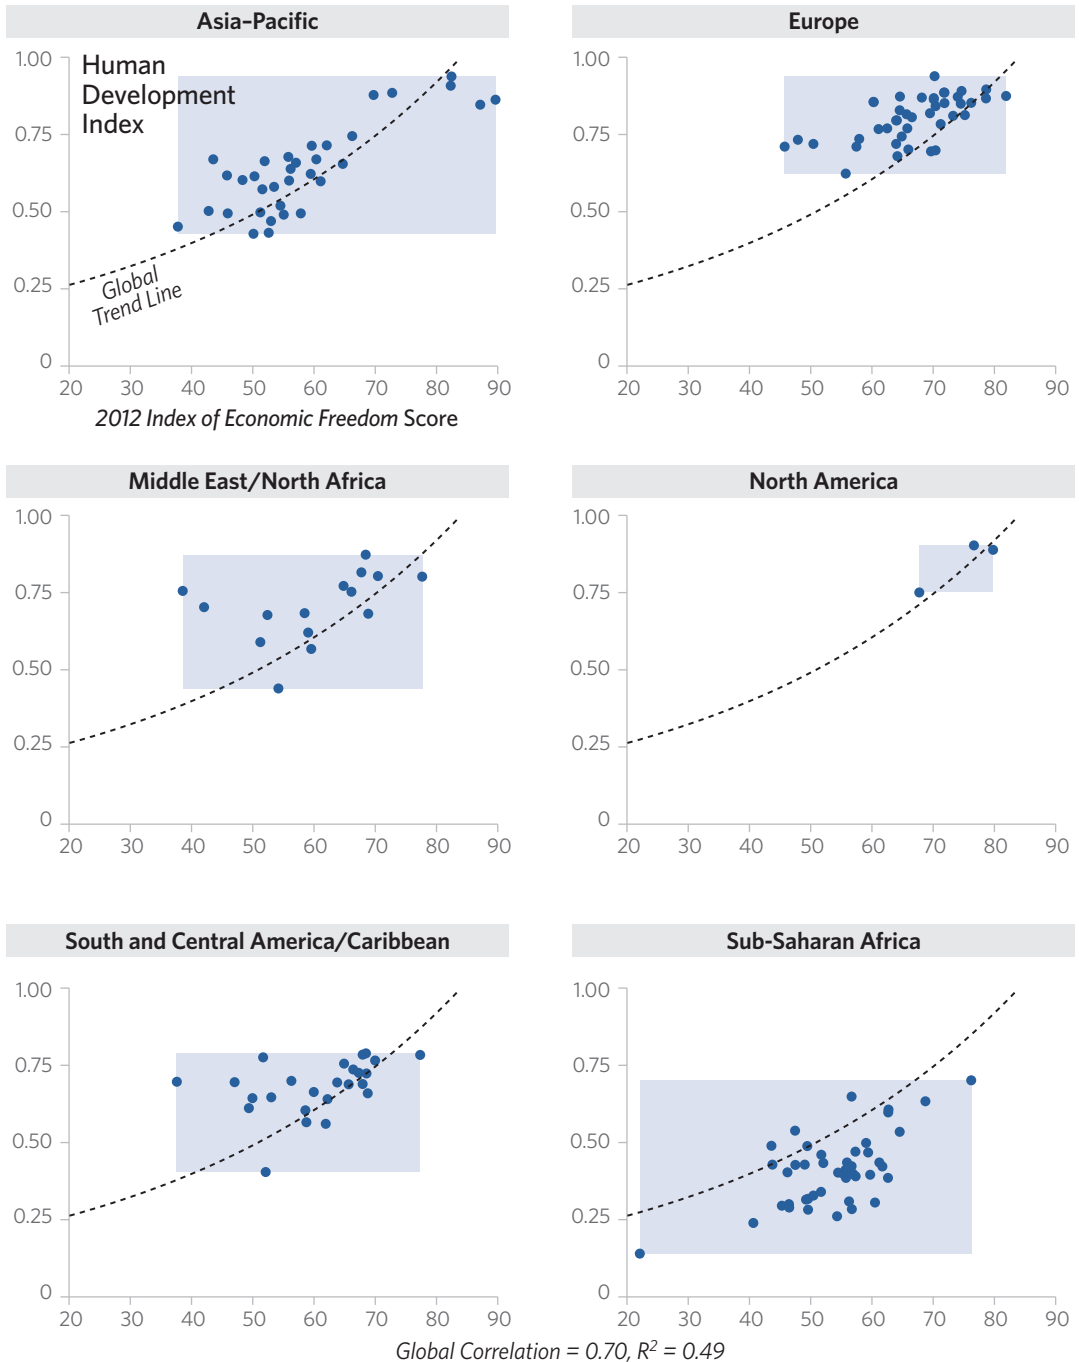 Asia–Pacific
Human
Development
Index
1.00
0.75
0.50
0.25
0
Global
Trend Line
20 30 40 50 60 70 80 90
2012 Index of Economic Freedom Score
Europe
1.00
0.75
0.50
0.25
0
20 30 40 50 60 70 80 90
Middle East/North Africa
1.00
0.75
0.50
0.25
0
20 30 40 50 60 70 80 90
North America
1.00
0.75
0.50
0.25
0
20 30 40 50 60 70 80 90
South and Central America/Caribbean
1.00
0.75
0.50
0.25
0
20 30 40 50 60 70 80 90
Sub-Saharan Africa
1.00
0.75
0.50
0.25
0
20 30 40 50 60 70 80 90
Global Correlation = 0.70, R² = 0.49